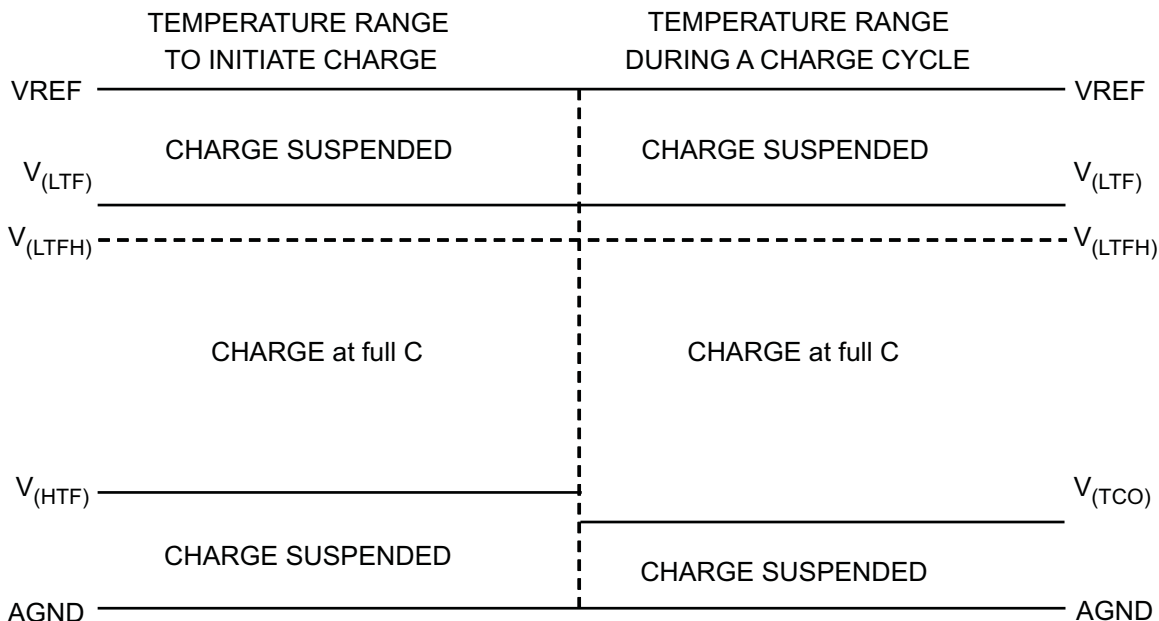 TEMPERATURE RANGE
TO INITIATE CHARGE
TEMPERATURE RANGE
DURING A CHARGE CYCLE
VREF
VREF
CHARGE SUSPENDED
CHARGE SUSPENDED
V(LTF)
V(LTF)
V(LTFH)
V(LTFH)
CHARGE at full C
CHARGE at full C
V(HTF)
V(TCO)
CHARGE SUSPENDED
CHARGE SUSPENDED
AGND
AGND